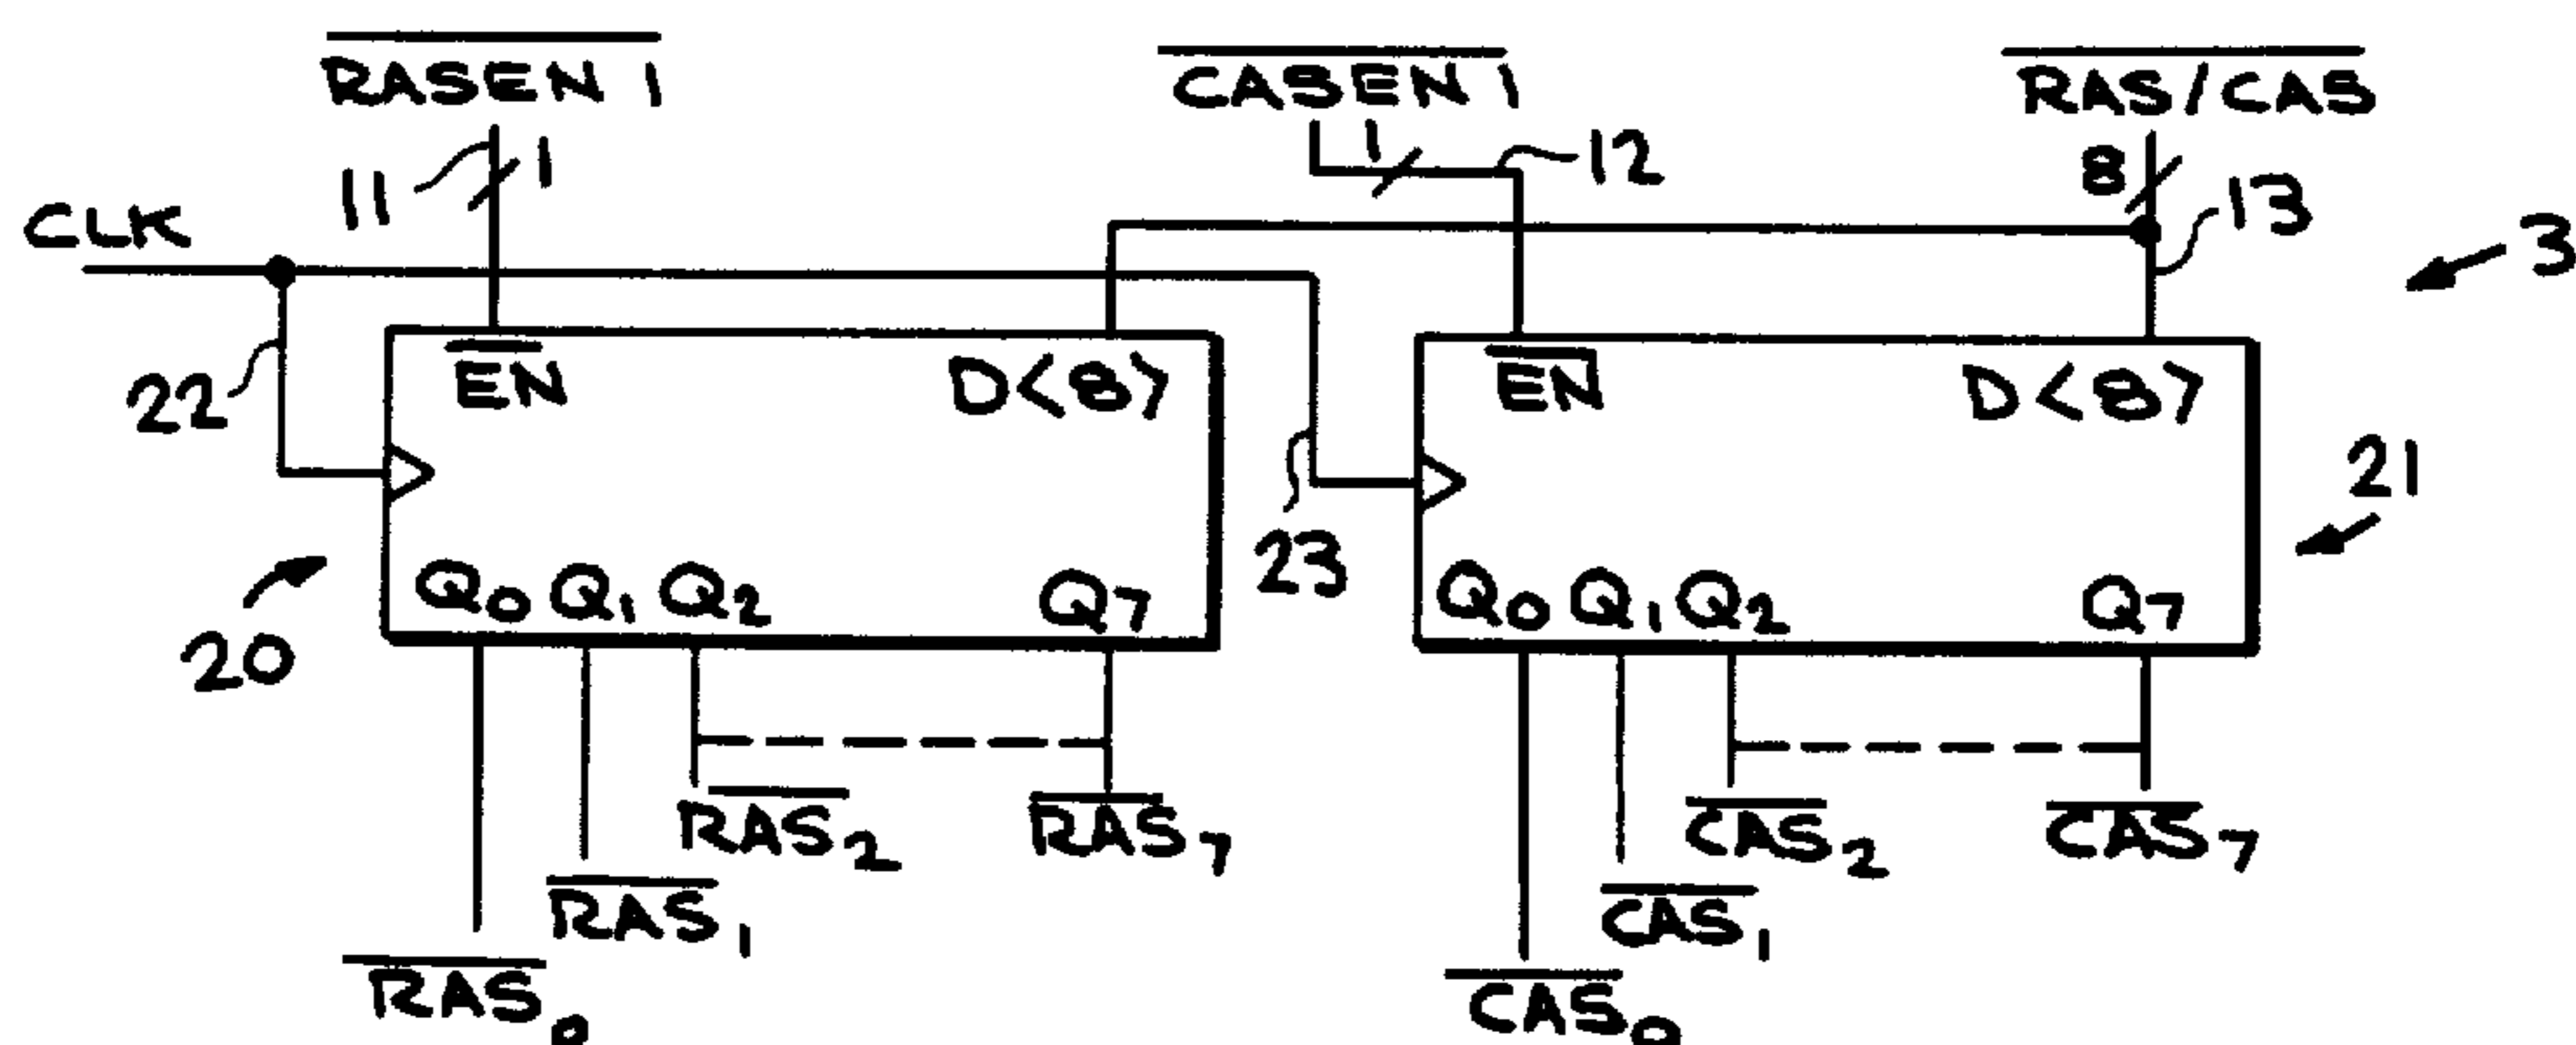 RASEN 1
CASEN 1
RAS/CAS
11
1
1
12
8
13
CLK
3
22
EN
D<8>
EN
D<8>
21
23
20
Q0 Q1 Q2 Q7
Q0 Q1 Q2 Q7
RAS2
RAS7
CAS2
CAS7
RAS1
CAS1
RAS0
CAS0